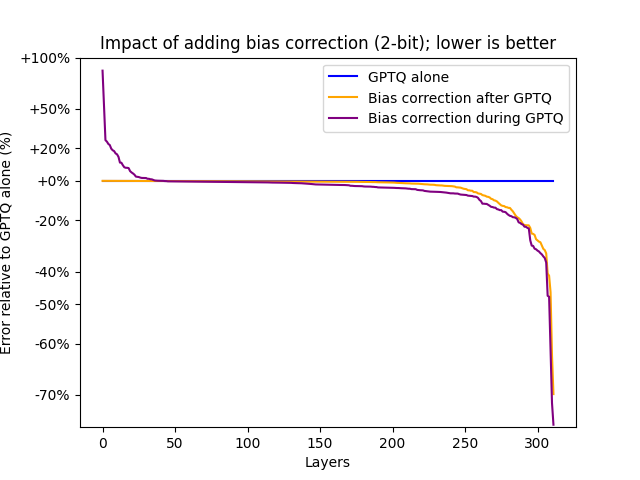 Impact of adding bias correction (2-bit); lower is better
+100%
+50%
+20%
+0%
-20%
-40%
-50%
-60%
-70%
Error relative to GPTQ alone (%)
GPTQ alone
Bias correction after GPTQ
Bias correction during GPTQ
0
50
100
150
200
250
300
Layers